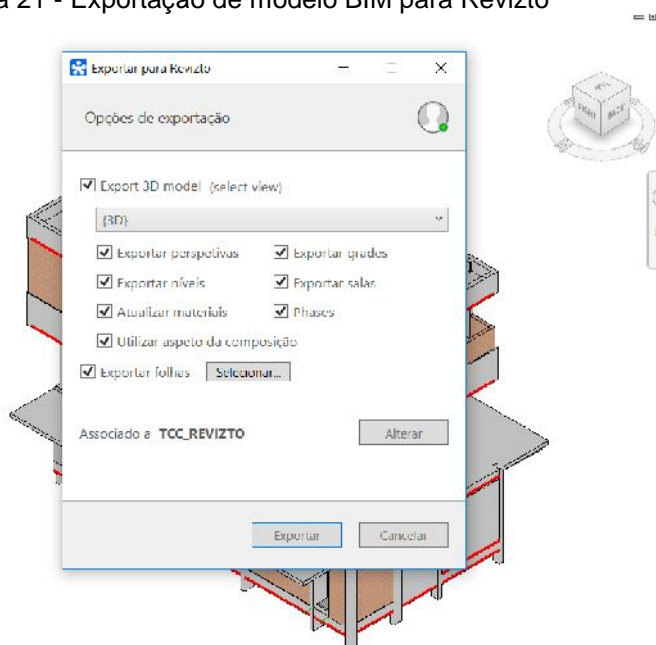 a 21 - Exportação de modelo BIM para Revizto
Exportar para Revizto
Opções de exportação
Export 3D model (select view)
{3D}
Exportar perspetivas Exportar grades
Exportar níveis Exportar salas
Atualizar materiais Phases
Utilizar aspeto da composição
Exportar folhas Selecionar...
Associado a TCC_REVIZTO Alterar
Exportar Cancelar
RIGHT BACK